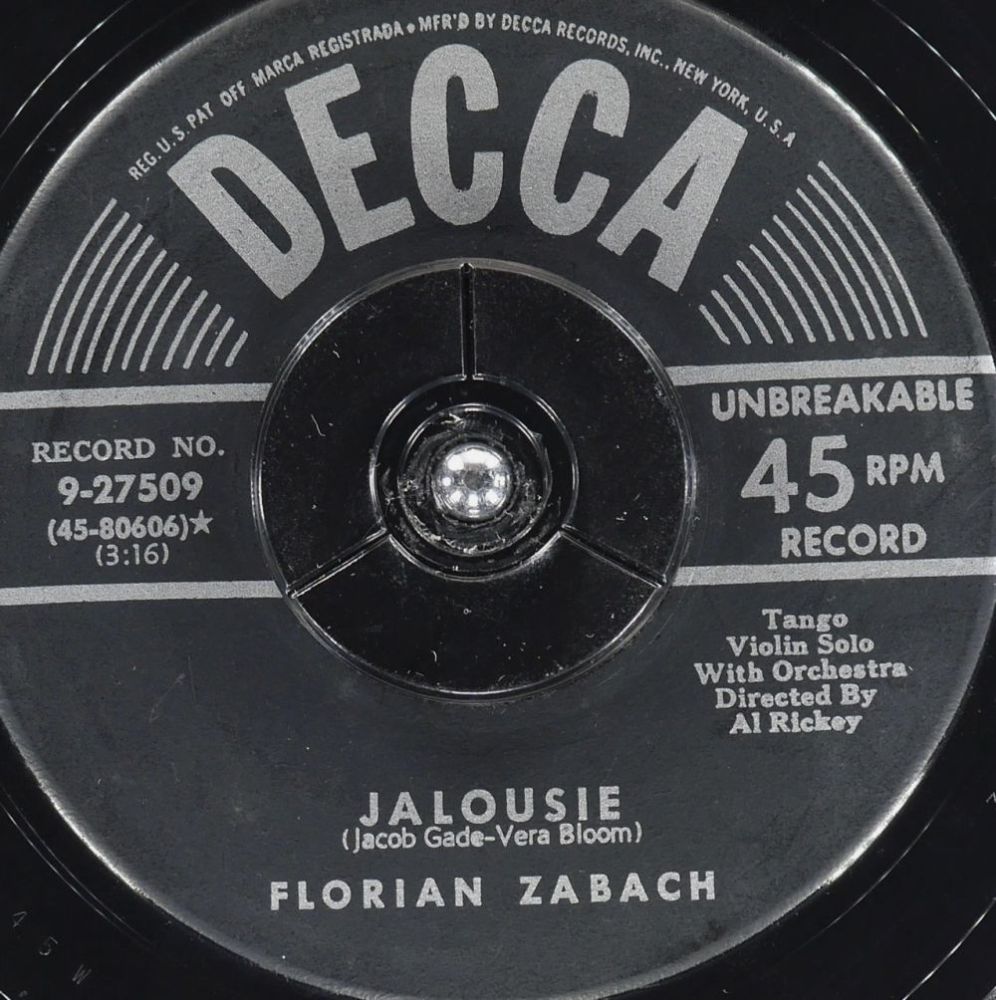 REG. U.S. PAT OFF MARCA REGISTRADA • MFR'D BY DECCA RECORDS, INC., NEW YORK, U.S.A
DECCA
RECORD NO.
9-27509
(45-80606)★
(3:16)
UNBREAKABLE
45 RPM
RECORD
Tango
Violin Solo
With Orchestra
Directed By
Al Rickey
JALOUSIE
(Jacob Gade-Vera Bloom)
FLORIAN ZABACH